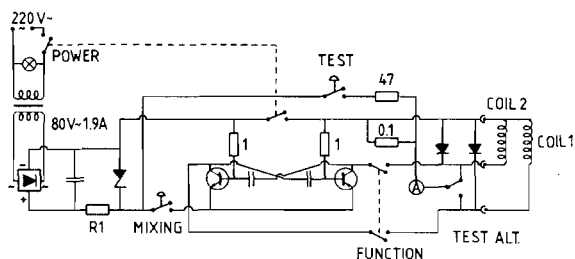 220 V~
POWER
TEST
47
COIL 2
80V~1.9A
0.1
COIL 1
1
1
−
+
A
R1
MIXING
FUNCTION
TEST ALT.